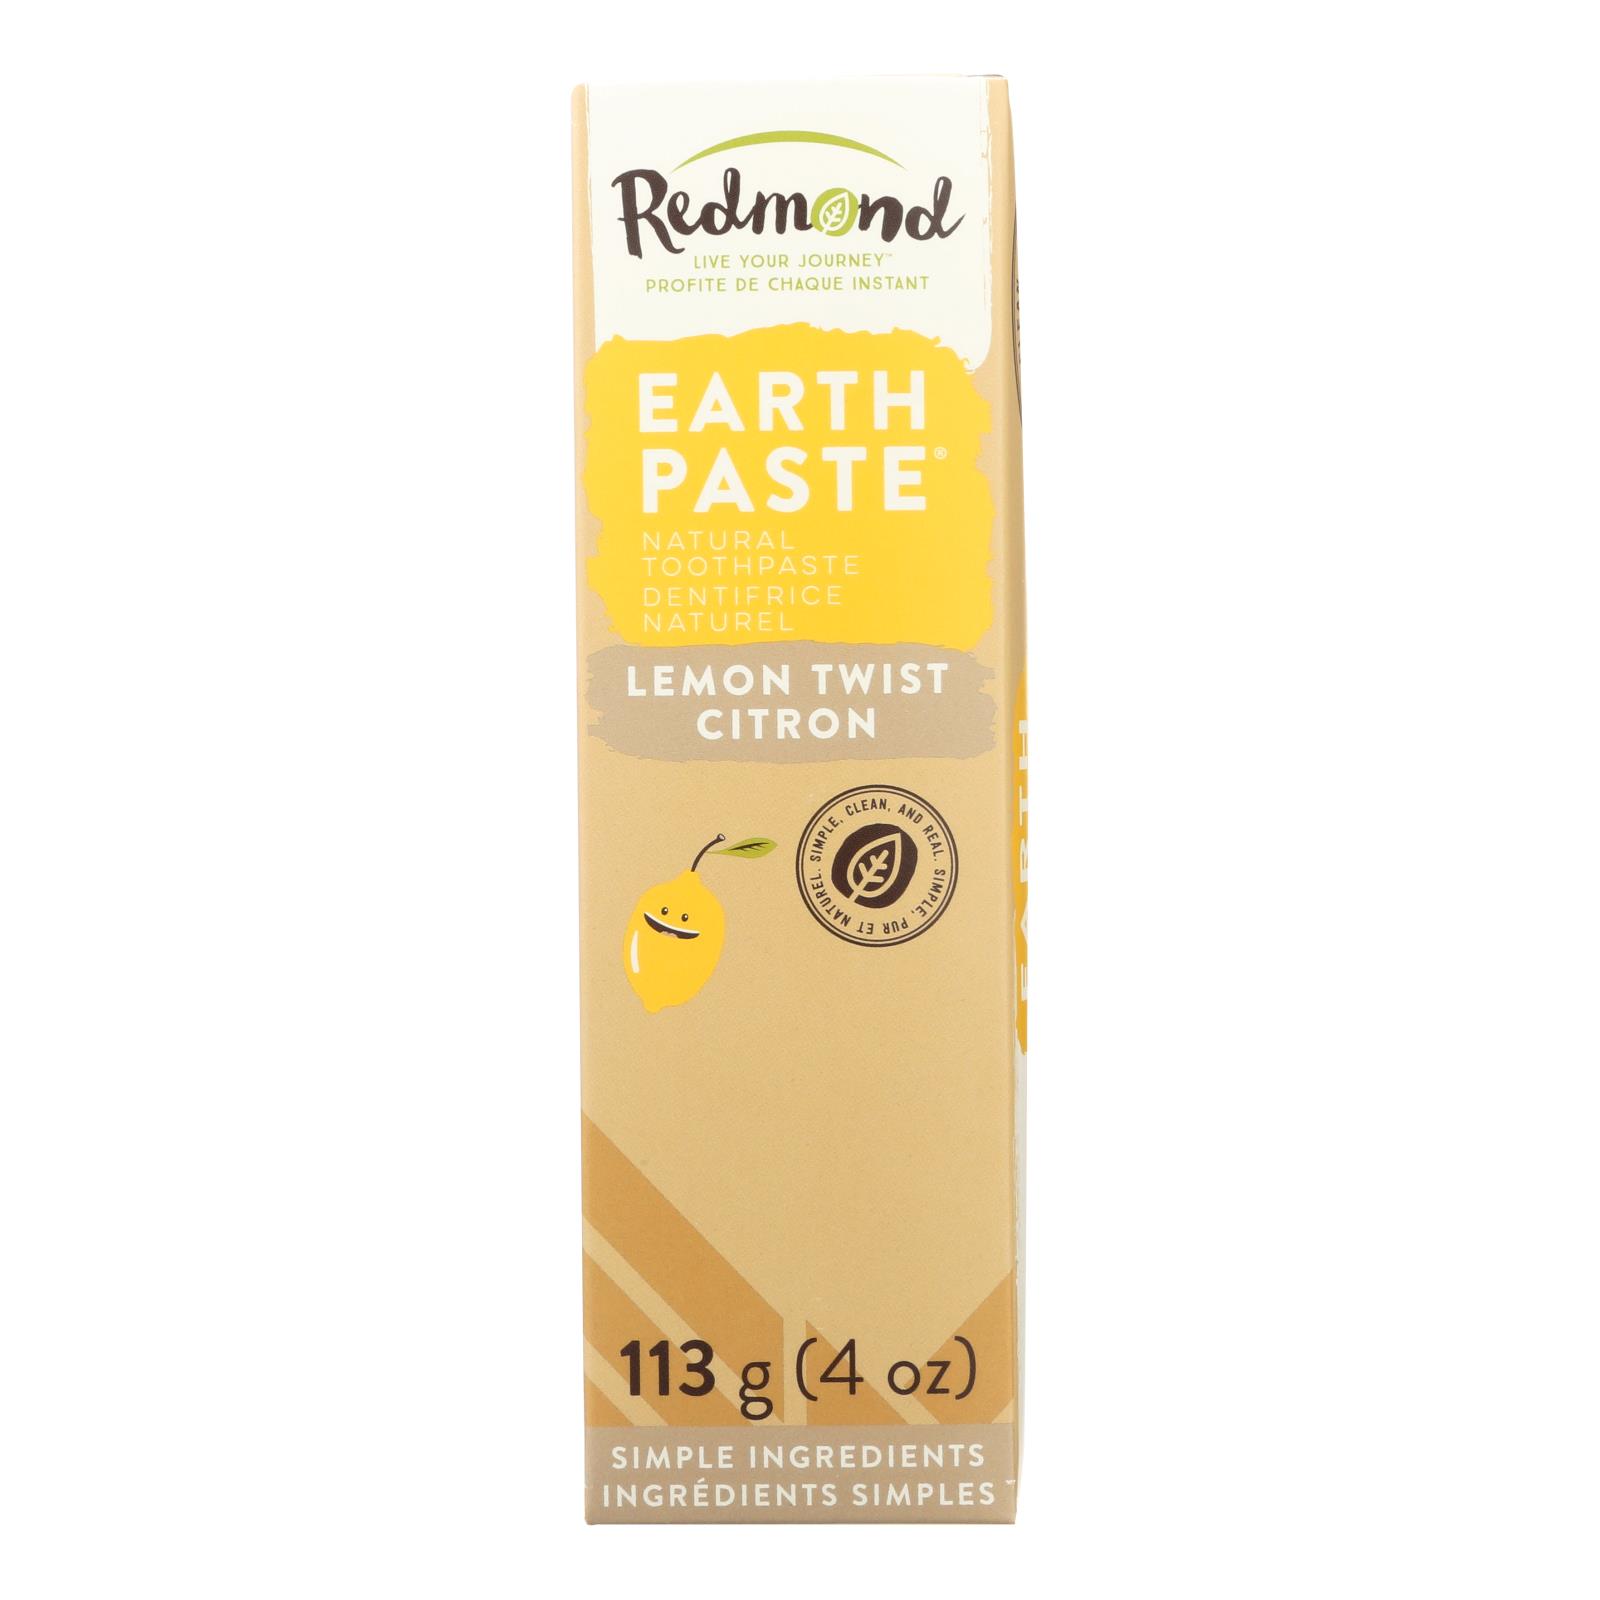 Redmond
LIVE YOUR JOURNEY™
PROFITE DE CHAQUE INSTANT
EARTH
PASTE®
NATURAL
TOOTHPASTE
DENTIFRICE
NATUREL
LEMON TWIST
CITRON
SIMPLE, CLEAN, AND REAL. SIMPLE, PUR ET NATUREL.
113 g (4 oz)
SIMPLE INGREDIENTS
INGRÉDIENTS SIMPLES
EARTH